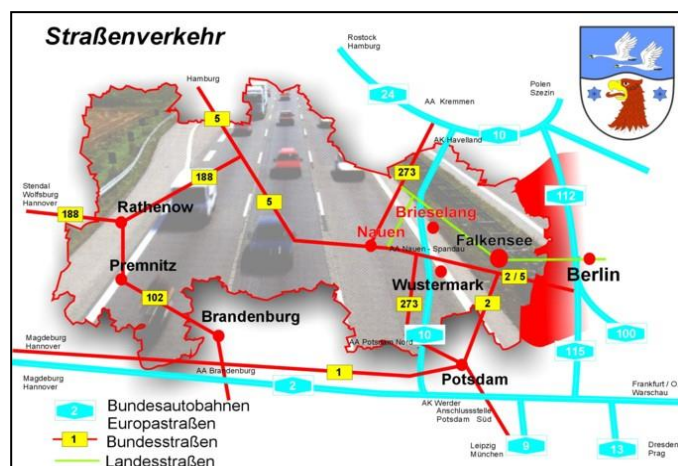 Straßenverkehr
Rostock
Hamburg
Hamburg
24
AA Kremmen
Polen
Szezin
10
AK Havelland
5
188
273
112
Stendal
Wolfsburg
Hannover
188
Rathenow
5
Brieselang
Nauen
AA Nauen - Spandau
Falkensee
Berlin
Premnitz
Wustermark
2 / 5
102
273
2
Brandenburg
10
100
Magdeburg
Hannover
AA Potsdam Nord
115
AA Brandenburg
1
Potsdam
Magdeburg
Hannover
2
Frankfurt / O
Warschau
AK Werder
Anschlussstelle
Potsdam Süd
2
Bundesautobahnen
Europastraßen
1
Bundesstraßen
Landesstraßen
Leipzig
München
9
13
Dresden
Prag